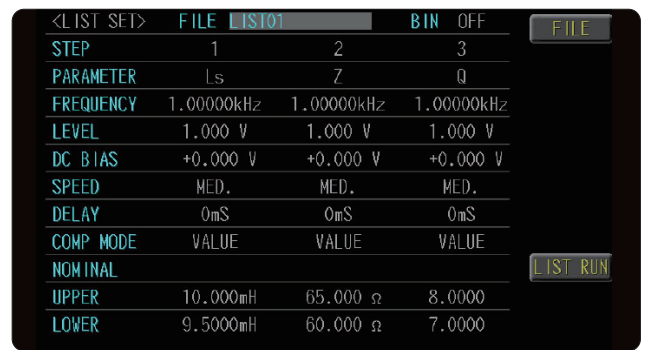 <LIST SET> FILE LIST01 BIN OFF FILE
STEP 1 2 3
PARAMETER Ls Z Q
FREQUENCY 1.00000kHz 1.00000kHz 1.00000kHz
LEVEL 1.000 V 1.000 V 1.000 V
DC BIAS +0.000 V +0.000 V +0.000 V
SPEED MED. MED. MED.
DELAY 0mS 0mS 0mS
COMP MODE VALUE VALUE VALUE
NOMINAL LIST RUN
UPPER 10.000mH 65.000 Ω 8.0000
LOWER 9.5000mH 60.000 Ω 7.0000